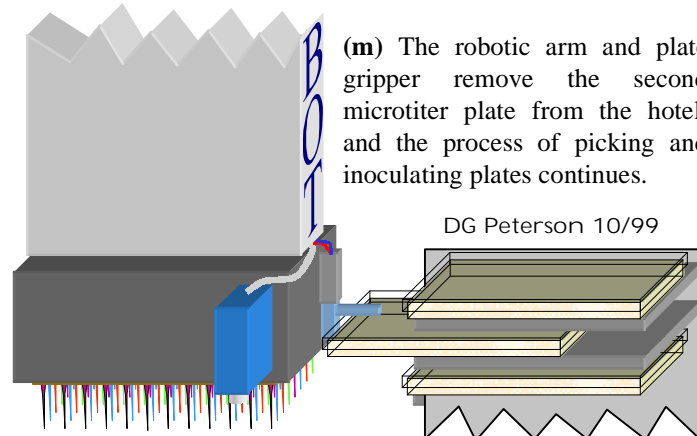 BOT
(m) The robotic arm and plat
gripper remove the secon
microtiter plate from the hotel
and the process of picking an
inoculating plates continues.
DG Peterson 10/99